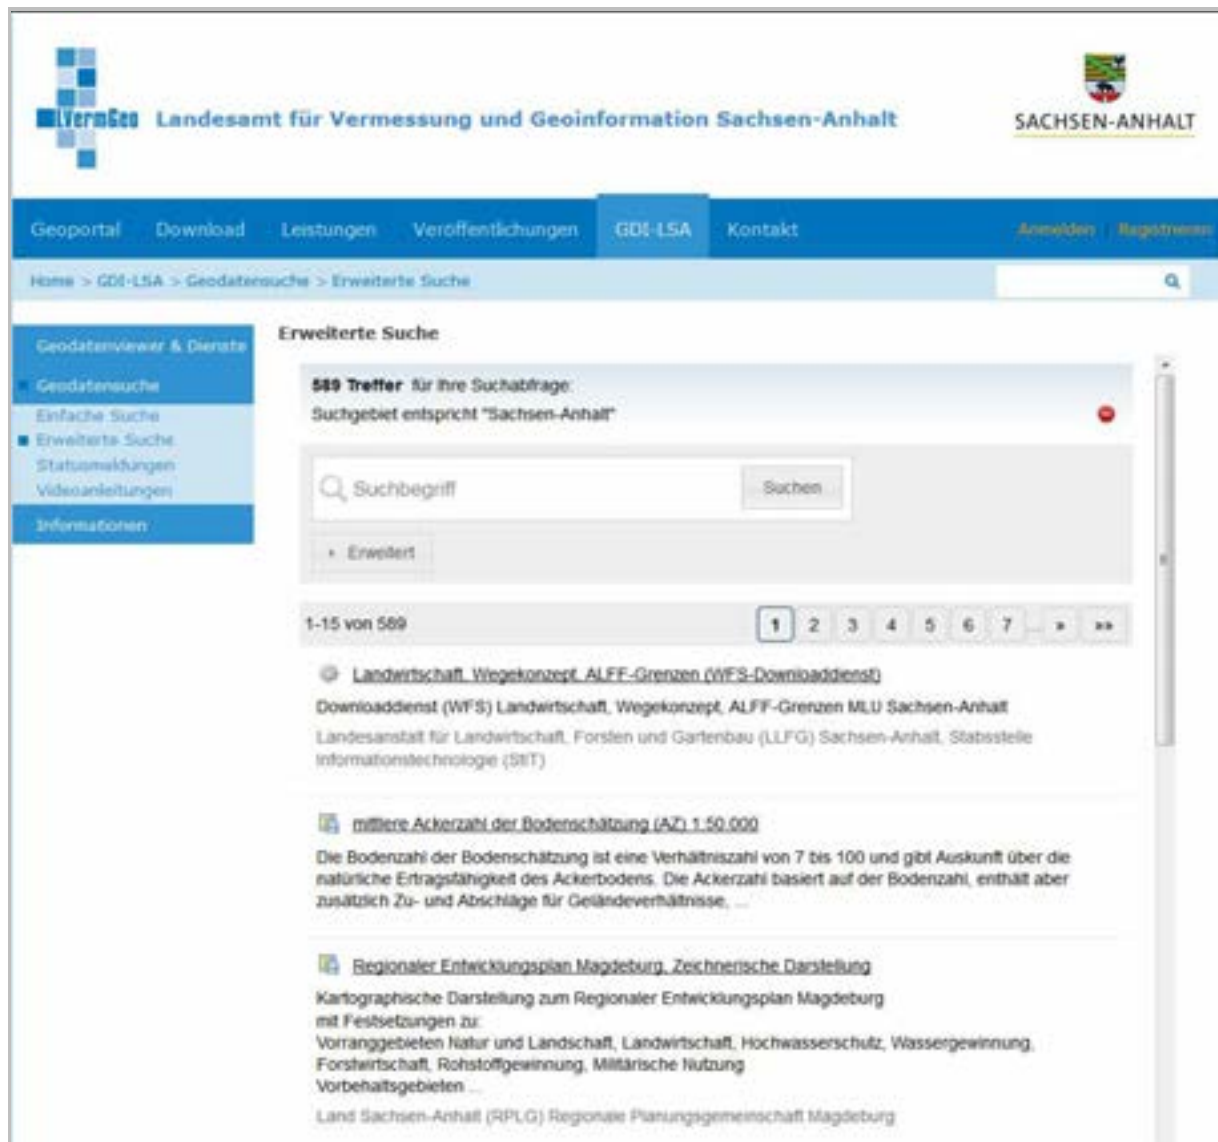 LVermGeo Landesamt für Vermessung und Geoinformation Sachsen-Anhalt
SACHSEN-ANHALT
Geoportal Download Leistungen Veröffentlichungen GDI-LSA Kontakt Anmelden Registrieren
Home > GDI-LSA > Geodatensuche > Erweiterte Suche
Geodatenviewer & Dienste
Geodatensuche
Einfache Suche
Erweiterte Suche
Statusmeldungen
Videoanleitungen
Informationen
Erweiterte Suche
589 Treffer für Ihre Suchabfrage:
Suchgebiet entspricht "Sachsen-Anhalt"
Suchbegriff Suchen
Erweitert
1-15 von 589 1 2 3 4 5 6 7 ... » »»
Landwirtschaft, Wegekonzept, ALFF-Grenzen (WFS-Downloaddienst)
Downloaddienst (WFS) Landwirtschaft, Wegekonzept, ALFF-Grenzen MLU Sachsen-Anhalt
Landesanstalt für Landwirtschaft, Forsten und Gartenbau (LLFG) Sachsen-Anhalt, Stabsstelle
Informationstechnologie (StIT)
mittlere Ackerzahl der Bodenschätzung (AZ) 1:50.000
Die Bodenzahl der Bodenschätzung ist eine Verhältniszahl von 7 bis 100 und gibt Auskunft über die
natürliche Ertragsfähigkeit des Ackerbodens. Die Ackerzahl basiert auf der Bodenzahl, enthält aber
zusätzlich Zu- und Abschläge für Geländeverhältnisse, ...
Regionaler Entwicklungsplan Magdeburg, Zeichnerische Darstellung
Kartographische Darstellung zum Regionaler Entwicklungsplan Magdeburg
mit Festsetzungen zu:
Vorranggebieten Natur und Landschaft, Landwirtschaft, Hochwasserschutz, Wassergewinnung,
Forstwirtschaft, Rohstoffgewinnung, Militärische Nutzung
Vorbehaltsgebieten ...
Land Sachsen-Anhalt (RPLG) Regionale Planungsgemeinschaft Magdeburg